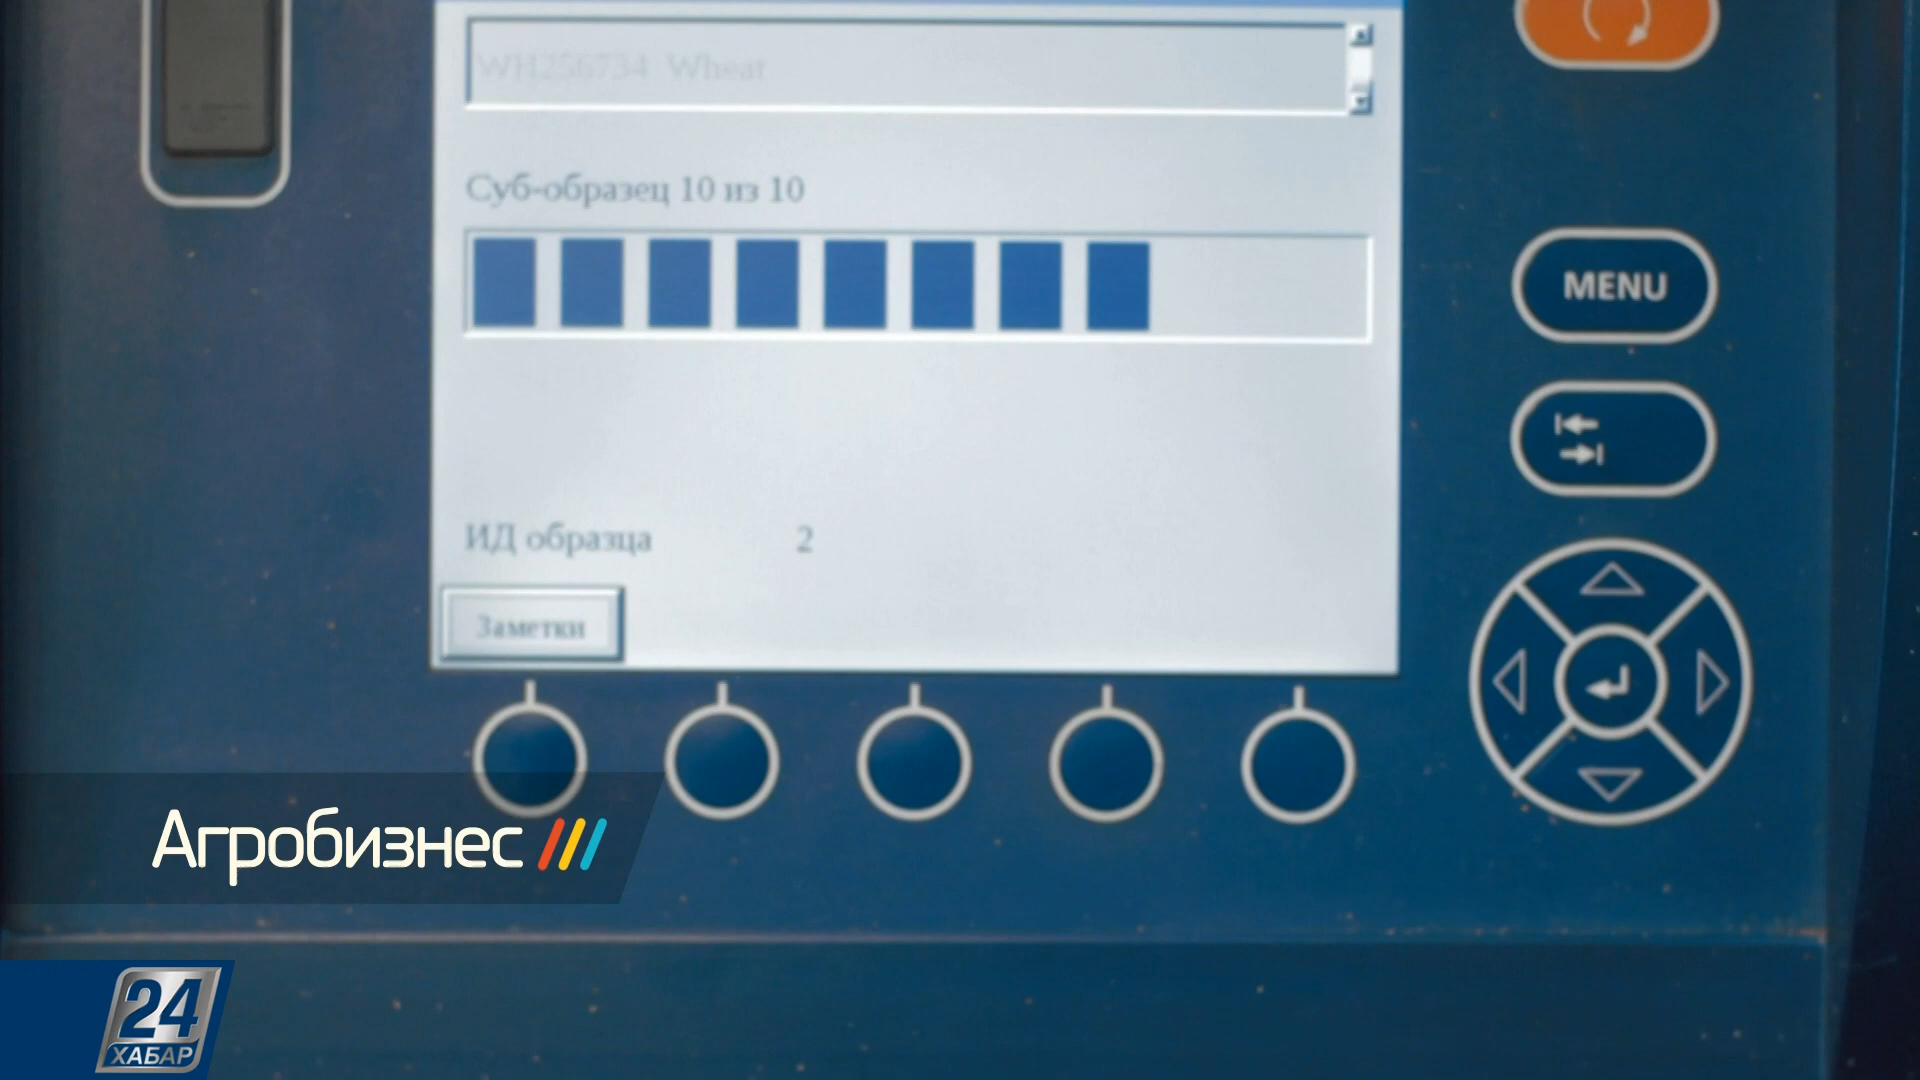 WH256734 Wheat
Суб-образец 10 из 10
MENU
ИД образца 2
Заметки
Агробизнес
24
ХАБАР